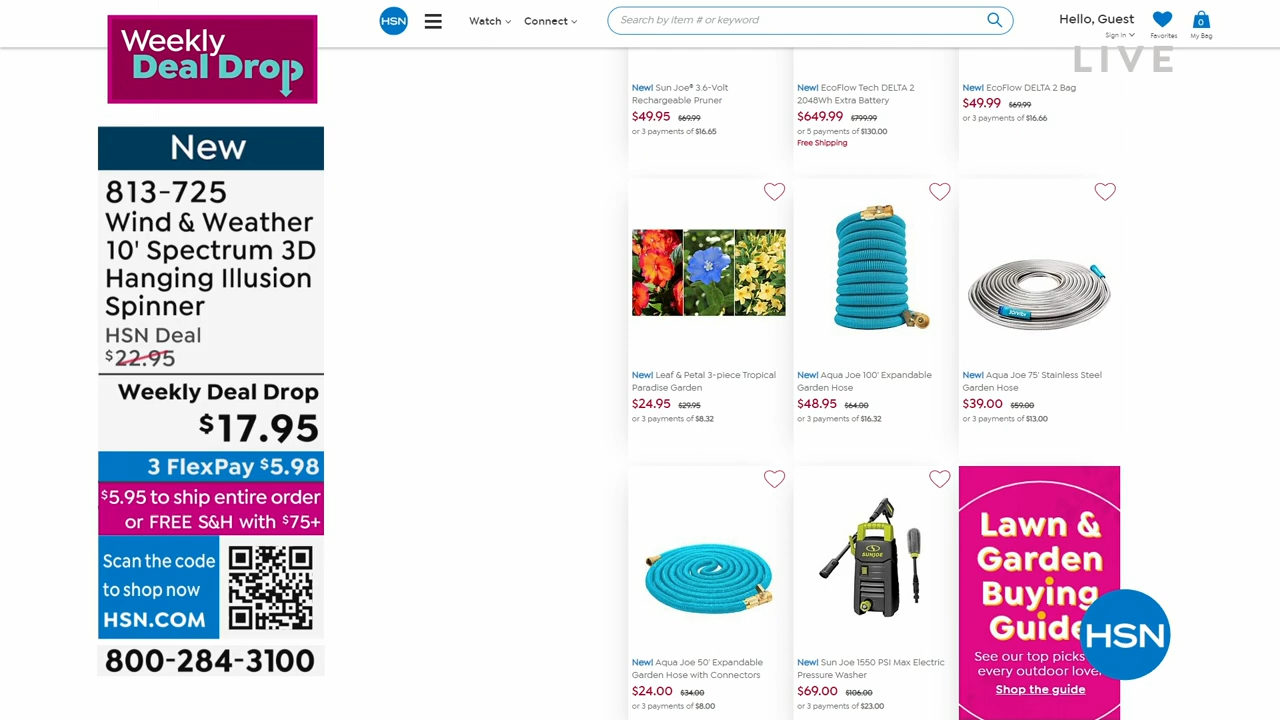 Weekly
Deal Drop
New
813-725
Wind & Weather
10' Spectrum 3D
Hanging Illusion
Spinner
HSN Deal
$22.95
Weekly Deal Drop
$17.95
3 FlexPay $5.98
$5.95 to ship entire order
or FREE S&H with $75+
Scan the code
to shop now
HSN.COM
800-284-3100
HSN
Watch
Connect
Search by item # or keyword
Hello, Guest
Sign In
Favorites
0
My Bag
LIVE
New! Sun Joe® 3.6-Volt
Rechargeable Pruner
$49.95 $69.99
or 3 payments of $16.65
New! EcoFlow Tech DELTA 2
2048Wh Extra Battery
$649.99 $799.99
or 5 payments of $130.00
Free Shipping
New! EcoFlow DELTA 2 Bag
$49.99 $69.99
or 3 payments of $16.66
New! Leaf & Petal 3-piece Tropical
Paradise Garden
$24.95 $29.95
or 3 payments of $8.32
New! Aqua Joe 100' Expandable
Garden Hose
$48.95 $64.00
or 3 payments of $16.32
New! Aqua Joe 75' Stainless Steel
Garden Hose
$39.00 $59.00
or 3 payments of $13.00
New! Aqua Joe 50' Expandable
Garden Hose with Connectors
$24.00 $34.00
or 3 payments of $8.00
SUNJOE
New! Sun Joe 1550 PSI Max Electric
Pressure Washer
$69.00 $106.00
or 3 payments of $23.00
Lawn &
Garden
Buying
Guide
See our top picks
every outdoor love
Shop the guide
HSN